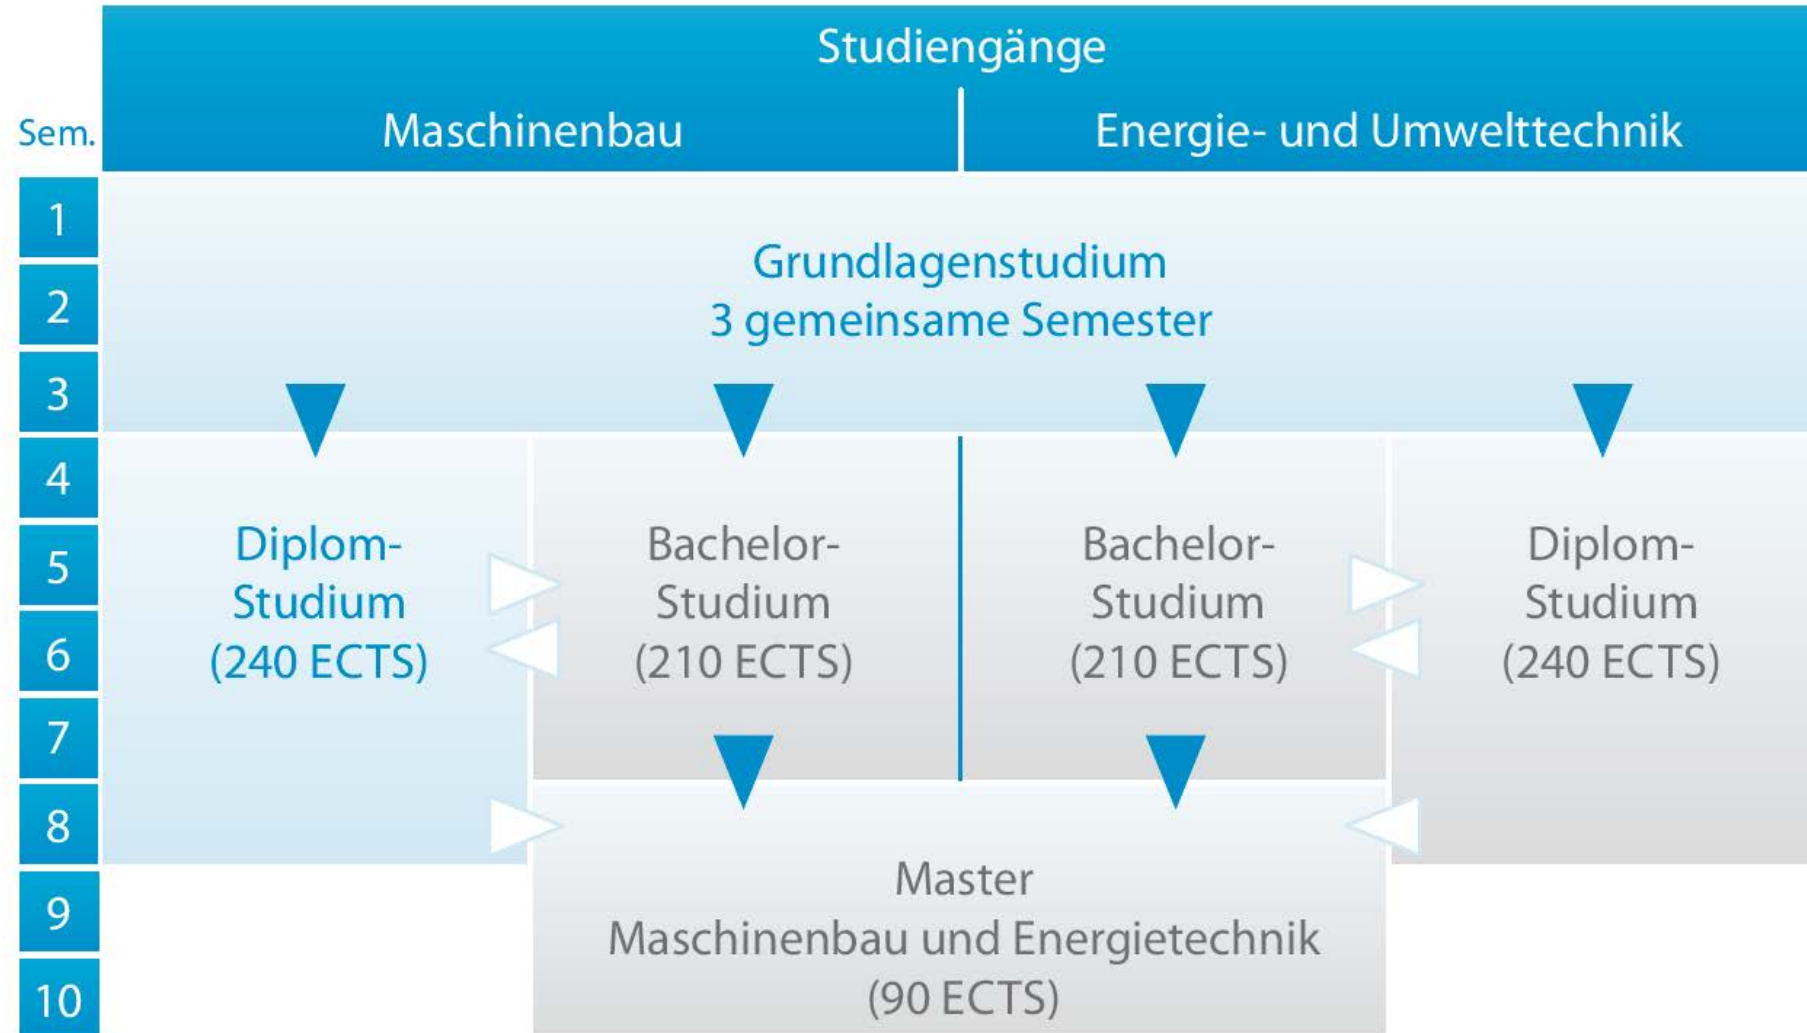 Studiengänge
Sem.
Maschinenbau
Energie- und Umwelttechnik
1
2
3
Grundlagenstudium
3 gemeinsame Semester
4
5
6
7
8
9
10
Diplom-
Studium
(240 ECTS)
Bachelor-
Studium
(210 ECTS)
Bachelor-
Studium
(210 ECTS)
Diplom-
Studium
(240 ECTS)
Master
Maschinenbau und Energietechnik
(90 ECTS)